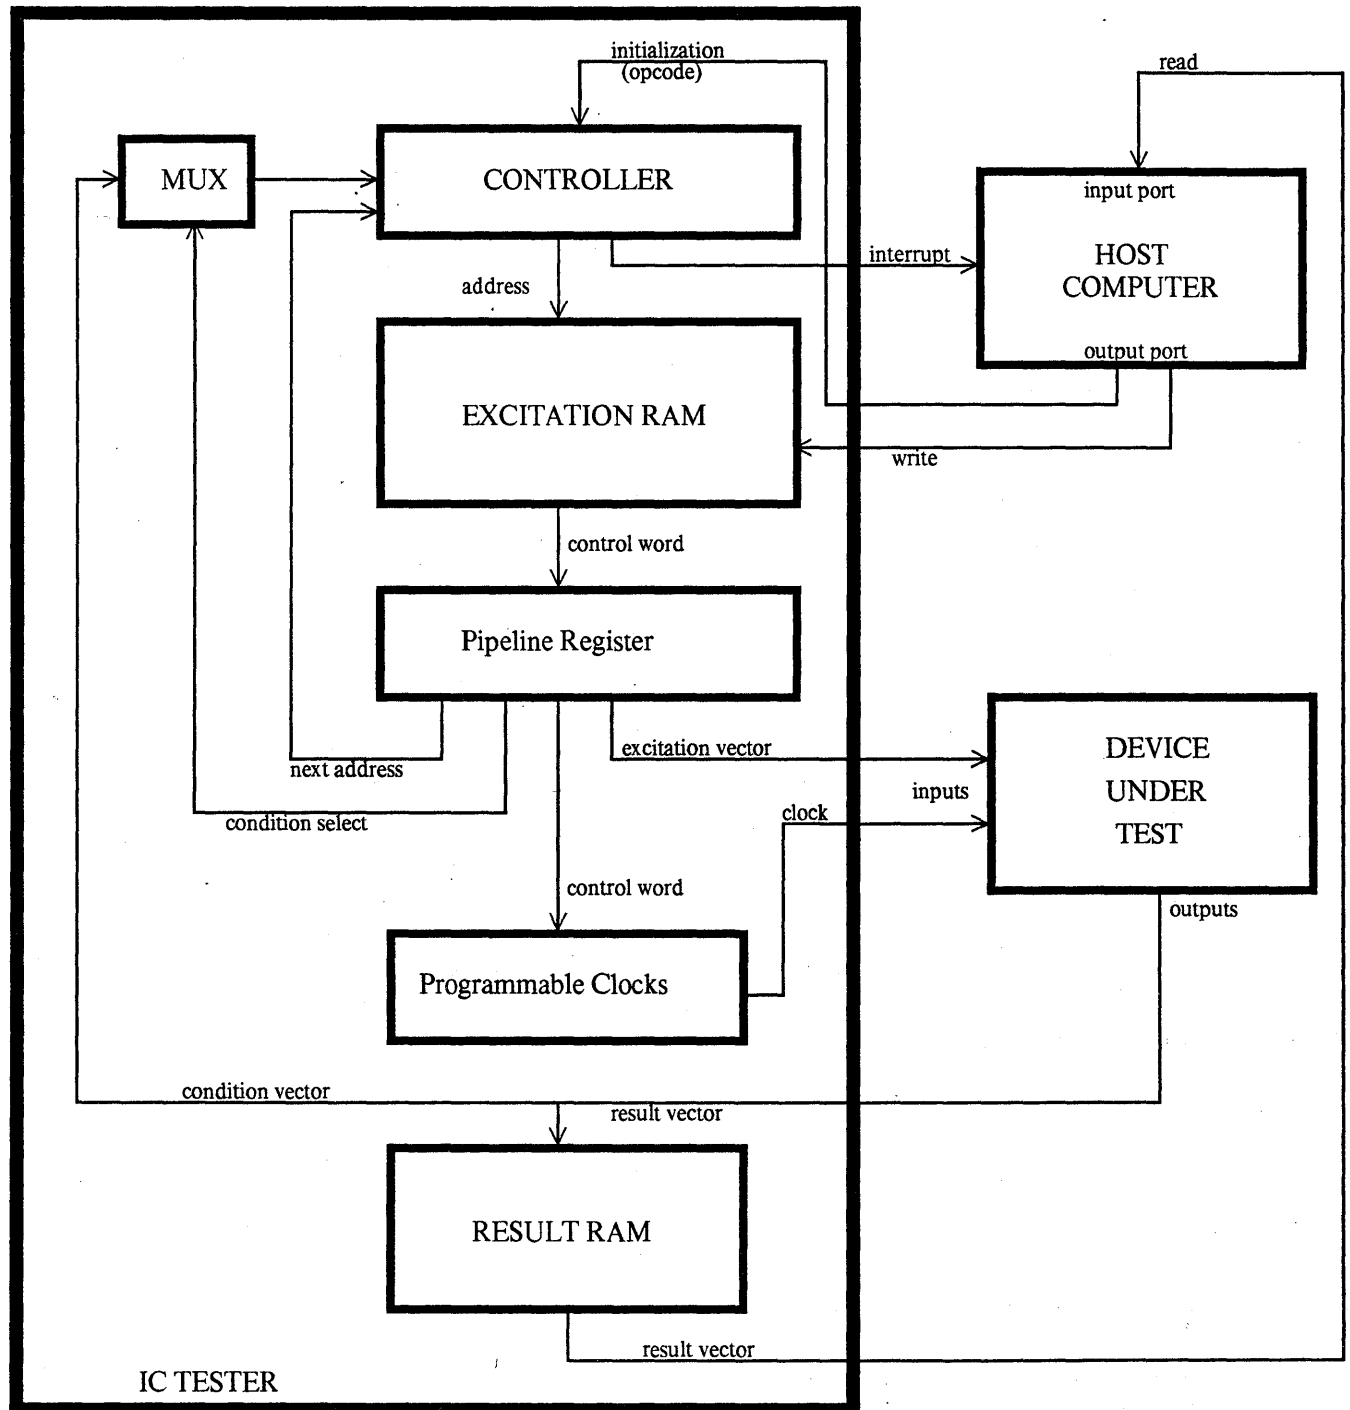 initialization
(opcode)
read
MUX
CONTROLLER
input port
HOST
COMPUTER
interrupt
address
output port
EXCITATION RAM
write
control word
Pipeline Register
excitation vector
DEVICE
UNDER
TEST
next address
inputs
condition select
clock
control word
outputs
Programmable Clocks
condition vector
result vector
RESULT RAM
result vector
IC TESTER